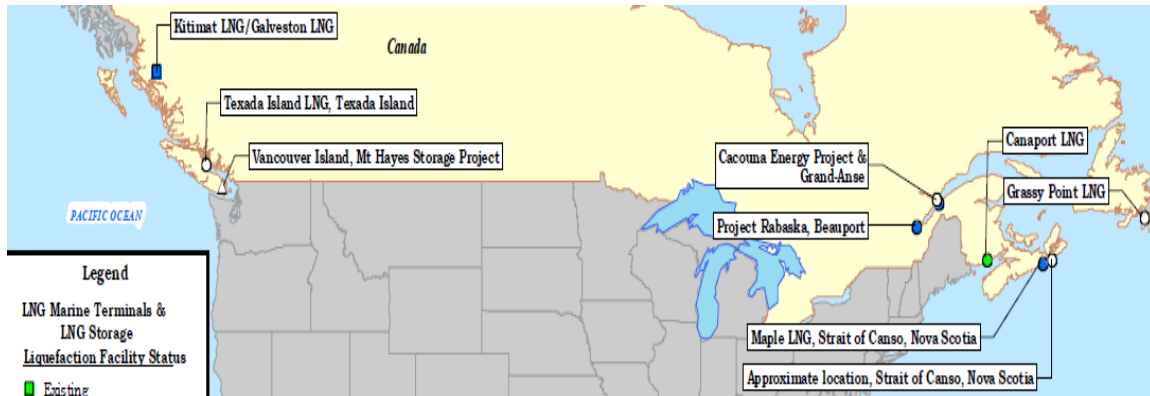 Kitimat LNG/Galveston LNG
Canada
Texada Island LNG, Texada Island
Vancouver Island, Mt Hayes Storage Project
Canaport LNG
Cacouna Energy Project &
Grand-Anse
Grassy Point LNG
PACIFIC OCEAN
Project Rabaska, Beauport
Legend
LNG Marine Terminals &
LNG Storage
Liquefaction Facility Status
Existing
Maple LNG, Strait of Canso, Nova Scotia
Approximate location, Strait of Canso, Nova Scotia